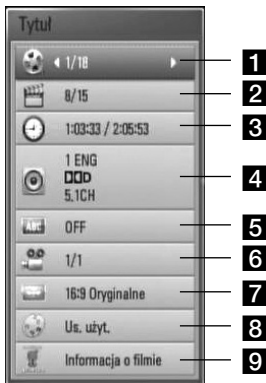 Tytuł
1/18 1
8/15 2
1:03:33 / 2:05:53 3
1 ENG
DDD 4
5.1CH
ABC OFF 5
1/1 6
16:9 Oryginalne 7
Us. użyt. 8
Informacja o filmie 9